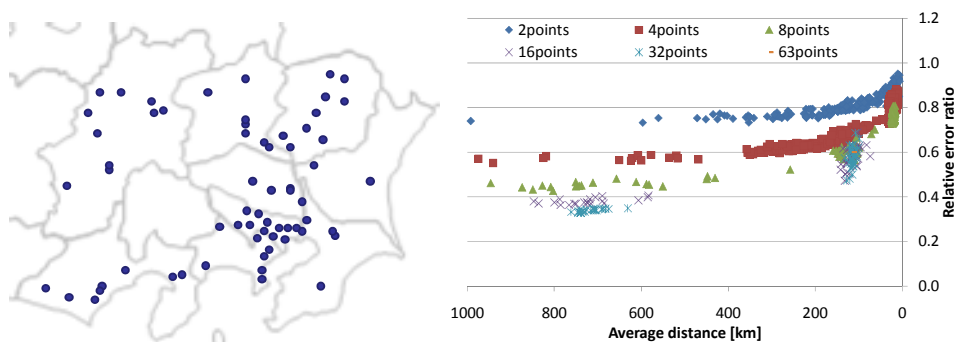 2points 4points 8points
16points 32points 63points
1.2
1.0
0.8
0.6
0.4
0.2
0.0
Relative error ratio
1000 800 600 400 200 0
Average distance [km]